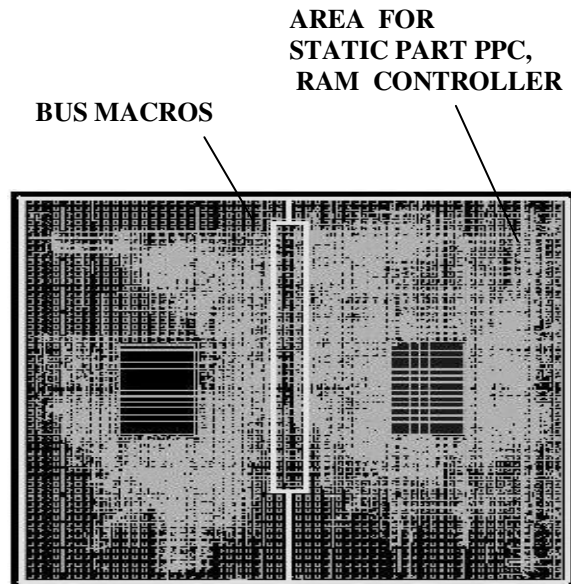 AREA FOR
STATIC PART PPC,
RAM CONTROLLER
BUS MACROS